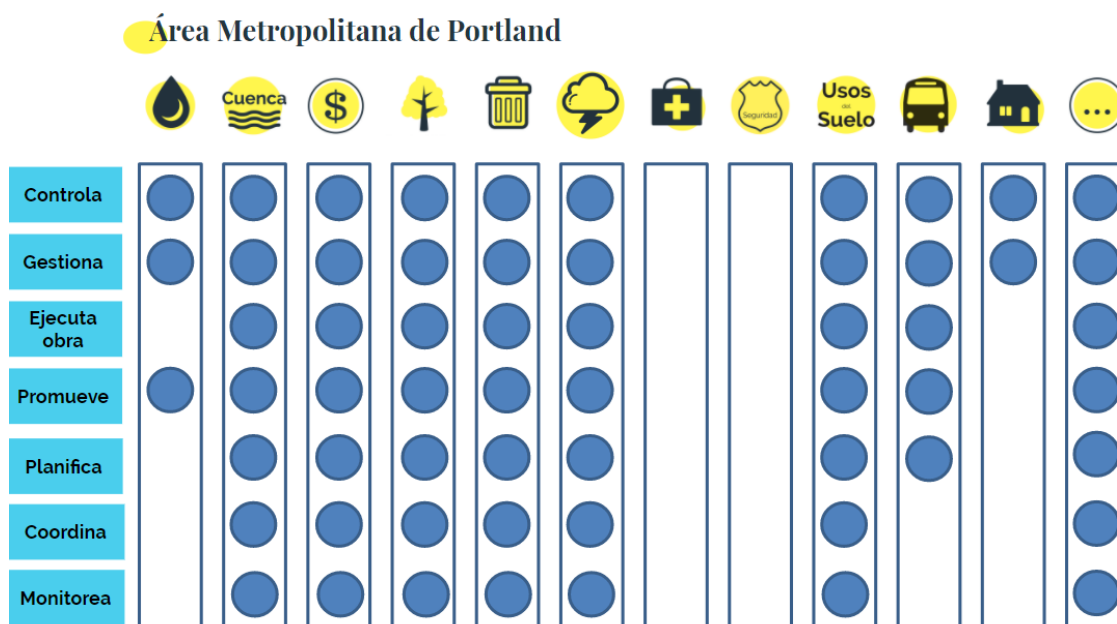 Área Metropolitana de Portland
Cuenca
$
Seguridad
Usos
del
Suelo
...
Controla
Gestiona
Ejecuta
obra
Promueve
Planifica
Coordina
Monitorea